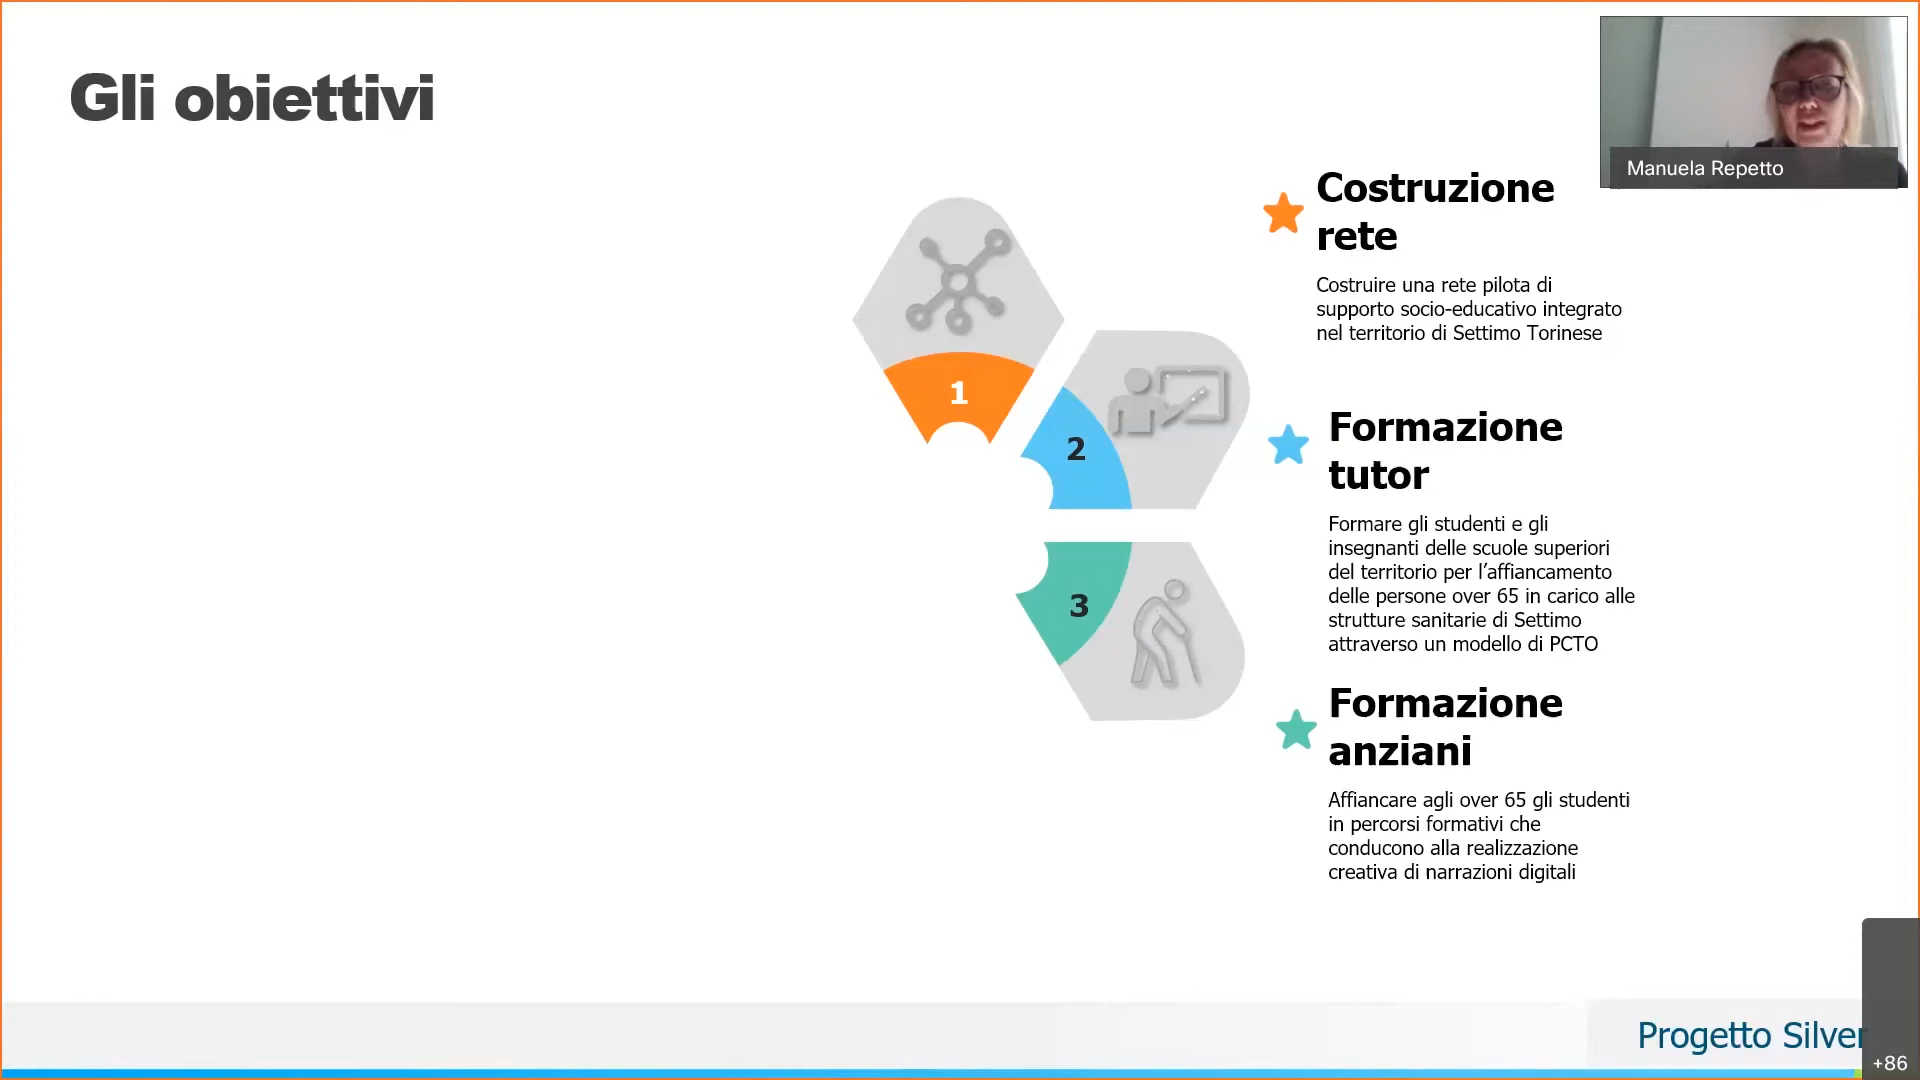 Gli obiettivi
Manuela Repetto
1
2
3
Costruzione
rete
Costruire una rete pilota di
supporto socio-educativo integrato
nel territorio di Settimo Torinese
Formazione
tutor
Formare gli studenti e gli
insegnanti delle scuole superiori
del territorio per l’affiancamento
delle persone over 65 in carico alle
strutture sanitarie di Settimo
attraverso un modello di PCTO
Formazione
anziani
Affiancare agli over 65 gli studenti
in percorsi formativi che
conducono alla realizzazione
creativa di narrazioni digitali
Progetto Silver
+86